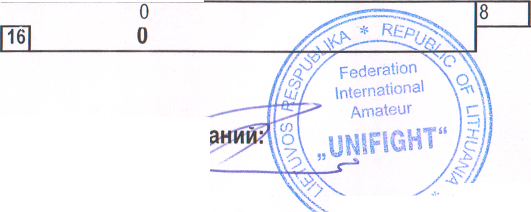 0
8
16
0
LIETUVOS RESPUBLIKA * REPUBLIC OF LITHUANIA *
Federation
International
Amateur
„UNIFIGHT“
аний: